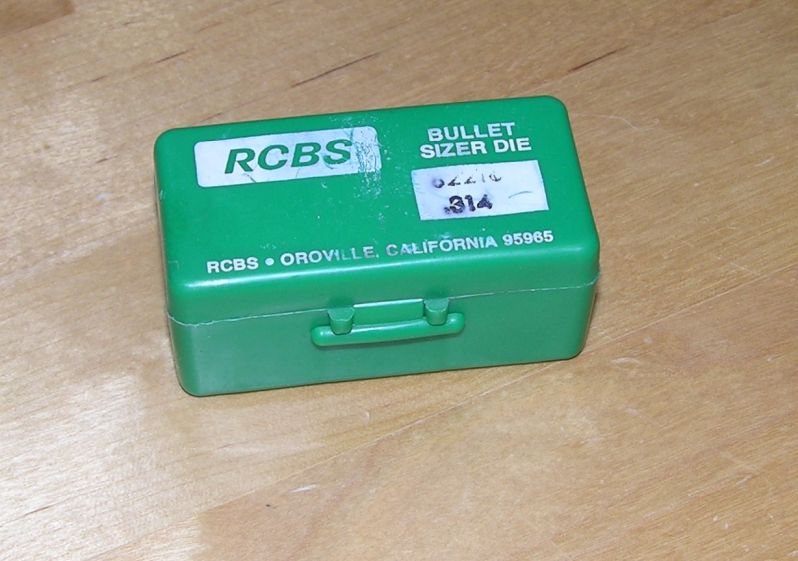 RCBS
BULLET
SIZER DIE
.314
RCBS • OROVILLE, CALIFORNIA 95965